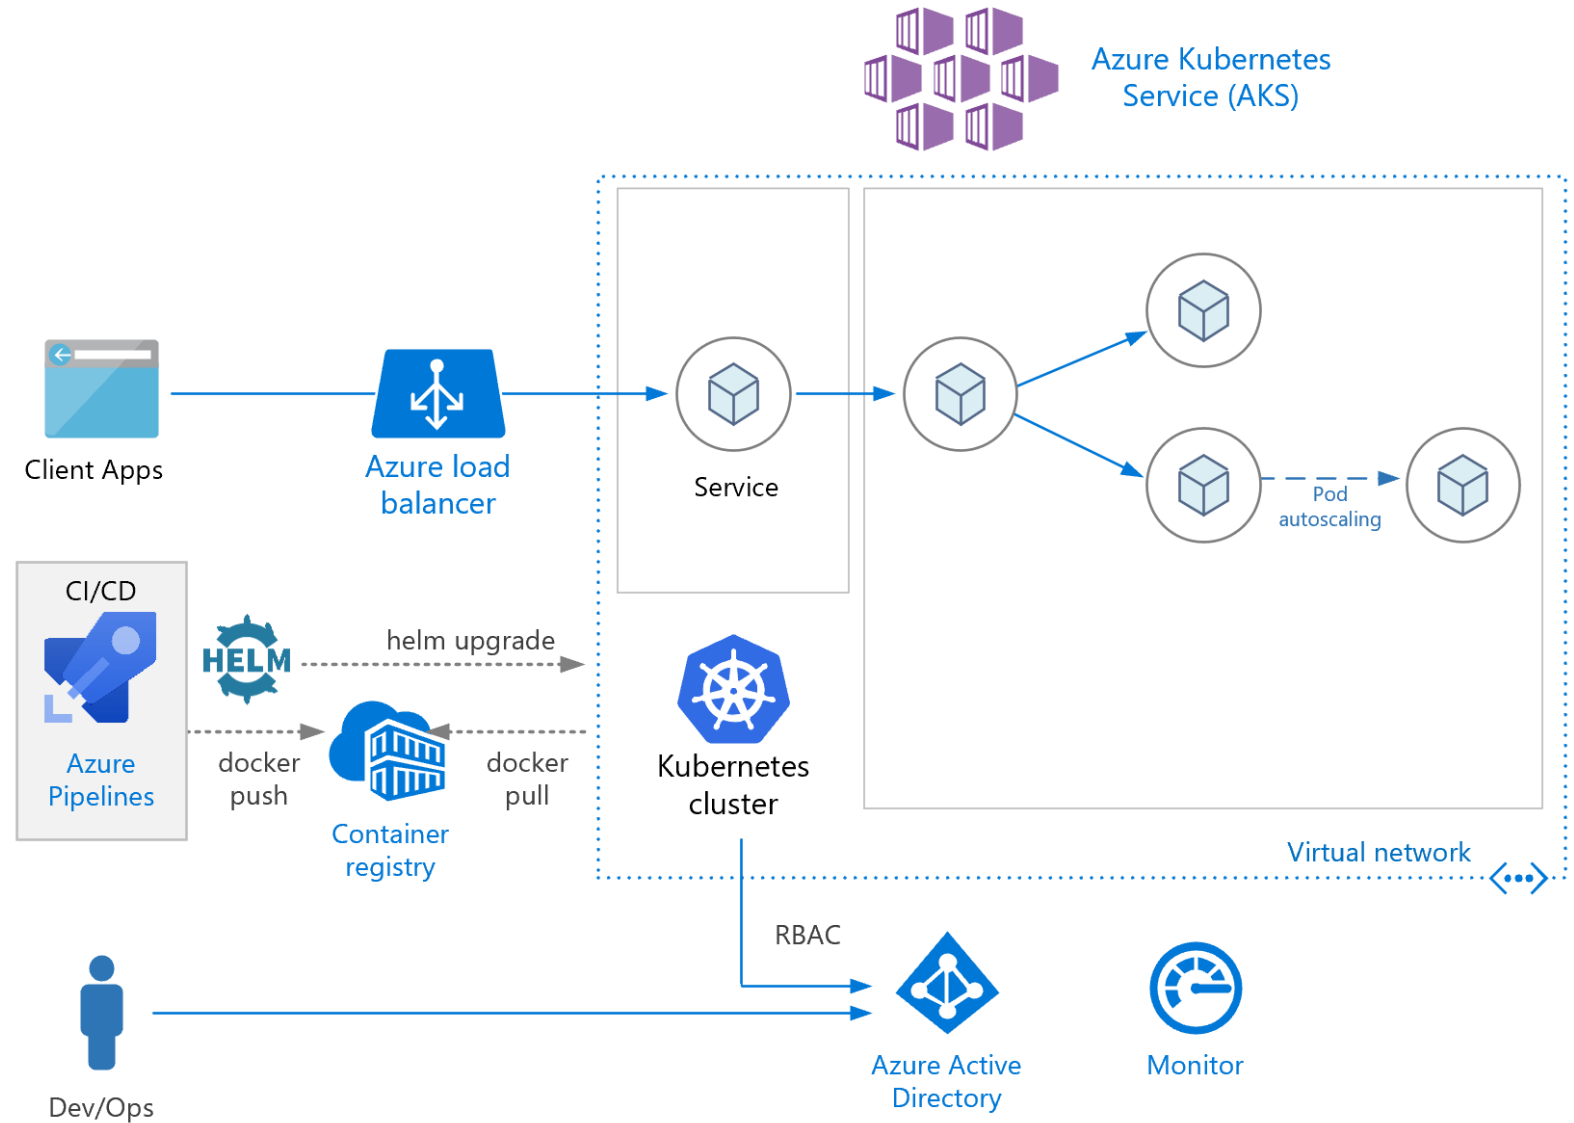 Azure Kubernetes
Service (AKS)
Client Apps
Azure load
balancer
Service
Pod
autoscaling
CI/CD
Azure
Pipelines
HELM
helm upgrade
docker
push
docker
pull
Container
registry
Kubernetes
cluster
Virtual network
RBAC
Dev/Ops
Azure Active
Directory
Monitor